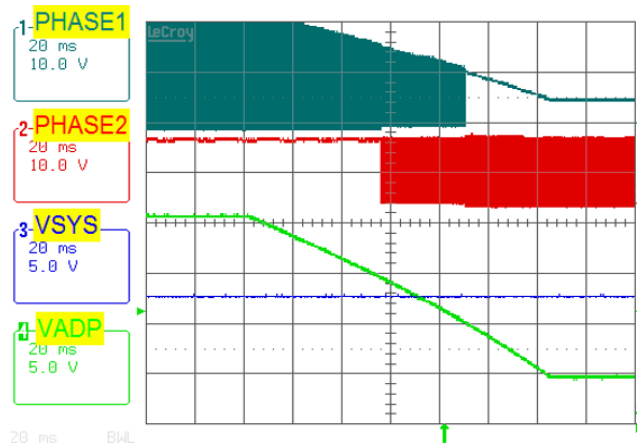 1
PHASE1
20 ms
10.0 V
LeCroy
2
PHASE2
20 ms
10.0 V
3
VSYS
20 ms
5.0 V
4
VADP
20 ms
5.0 V
20 ms BWL